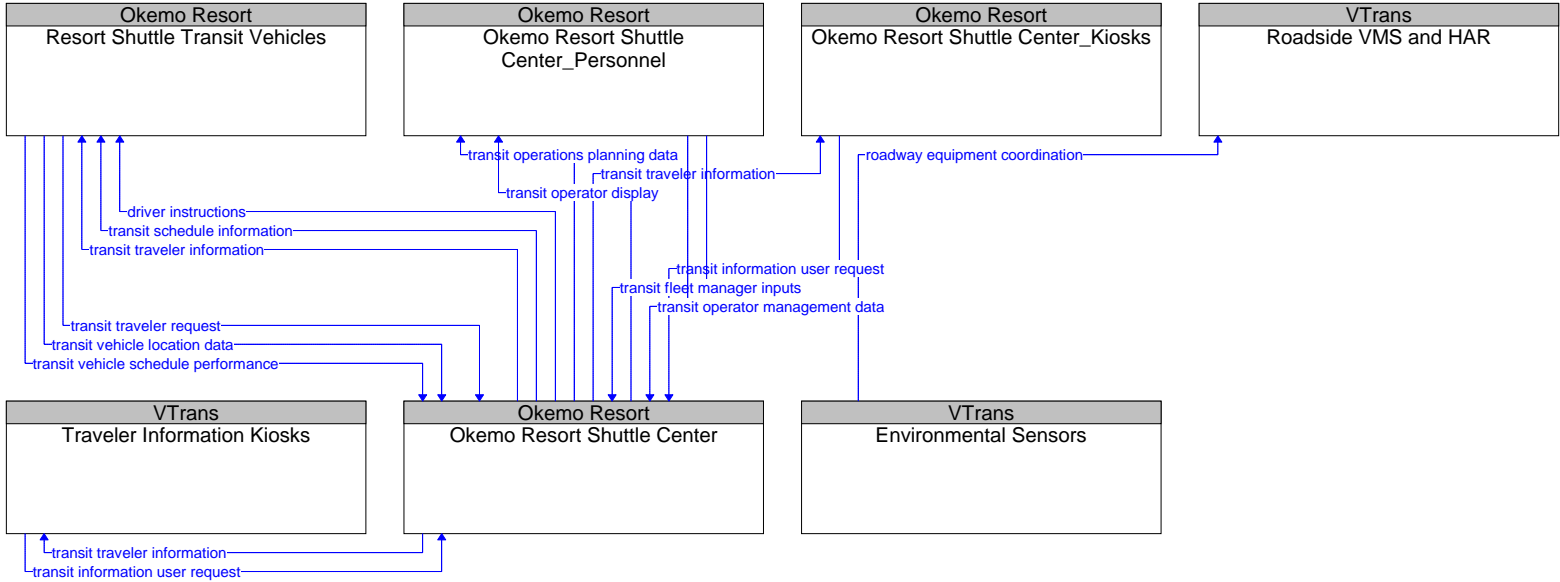 Okemo Resort
Resort Shuttle Transit Vehicles
Okemo Resort
Okemo Resort Shuttle
Center_Personnel
Okemo Resort
Okemo Resort Shuttle Center_Kiosks
VTrans
Roadside VMS and HAR
transit operations planning data
roadway equipment coordination
transit traveler information
transit operator display
driver instructions
transit schedule information
transit traveler information
transit information user request
transit fleet manager inputs
transit operator management data
transit traveler request
transit vehicle location data
transit vehicle schedule performance
VTrans
Traveler Information Kiosks
Okemo Resort
Okemo Resort Shuttle Center
VTrans
Environmental Sensors
transit traveler information
transit information user request